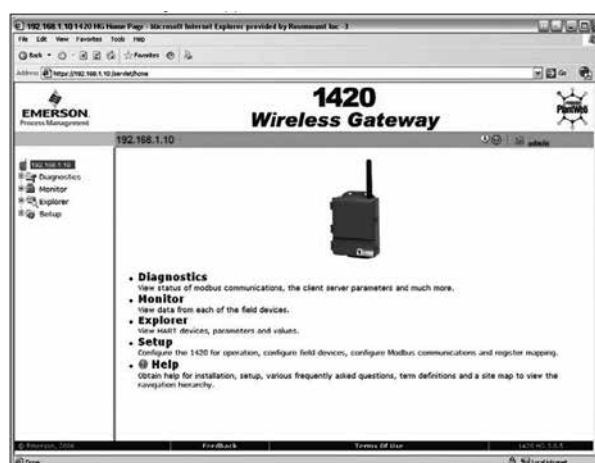 192.168.1.10 1420 HG Home Page - Microsoft Internet Explorer provided by Rosemount Inc -3
File Edit View Favorites Tools Help
Back Favorites
Address https://192.168.1.10/servlet/home Go
EMERSON
Process Management
1420
Wireless Gateway
PlantWeb
192.168.1.10
admin
192.168.1.10
Diagnostics
Monitor
Explorer
Setup
• Diagnostics
View status of modbus communications, the client server parameters and much more.
• Monitor
View data from each of the field devices.
• Explorer
View HART devices, parameters and values.
• Setup
Configure the 1420 for operation, configure field devices, configure Modbus communications and register mapping.
• Help
Obtain help for installation, setup, various frequently asked questions, term definitions and a site map to view the
navigation hierarchy.
© Emerson, 2006 Feedback Terms Of Use
Done Local intranet